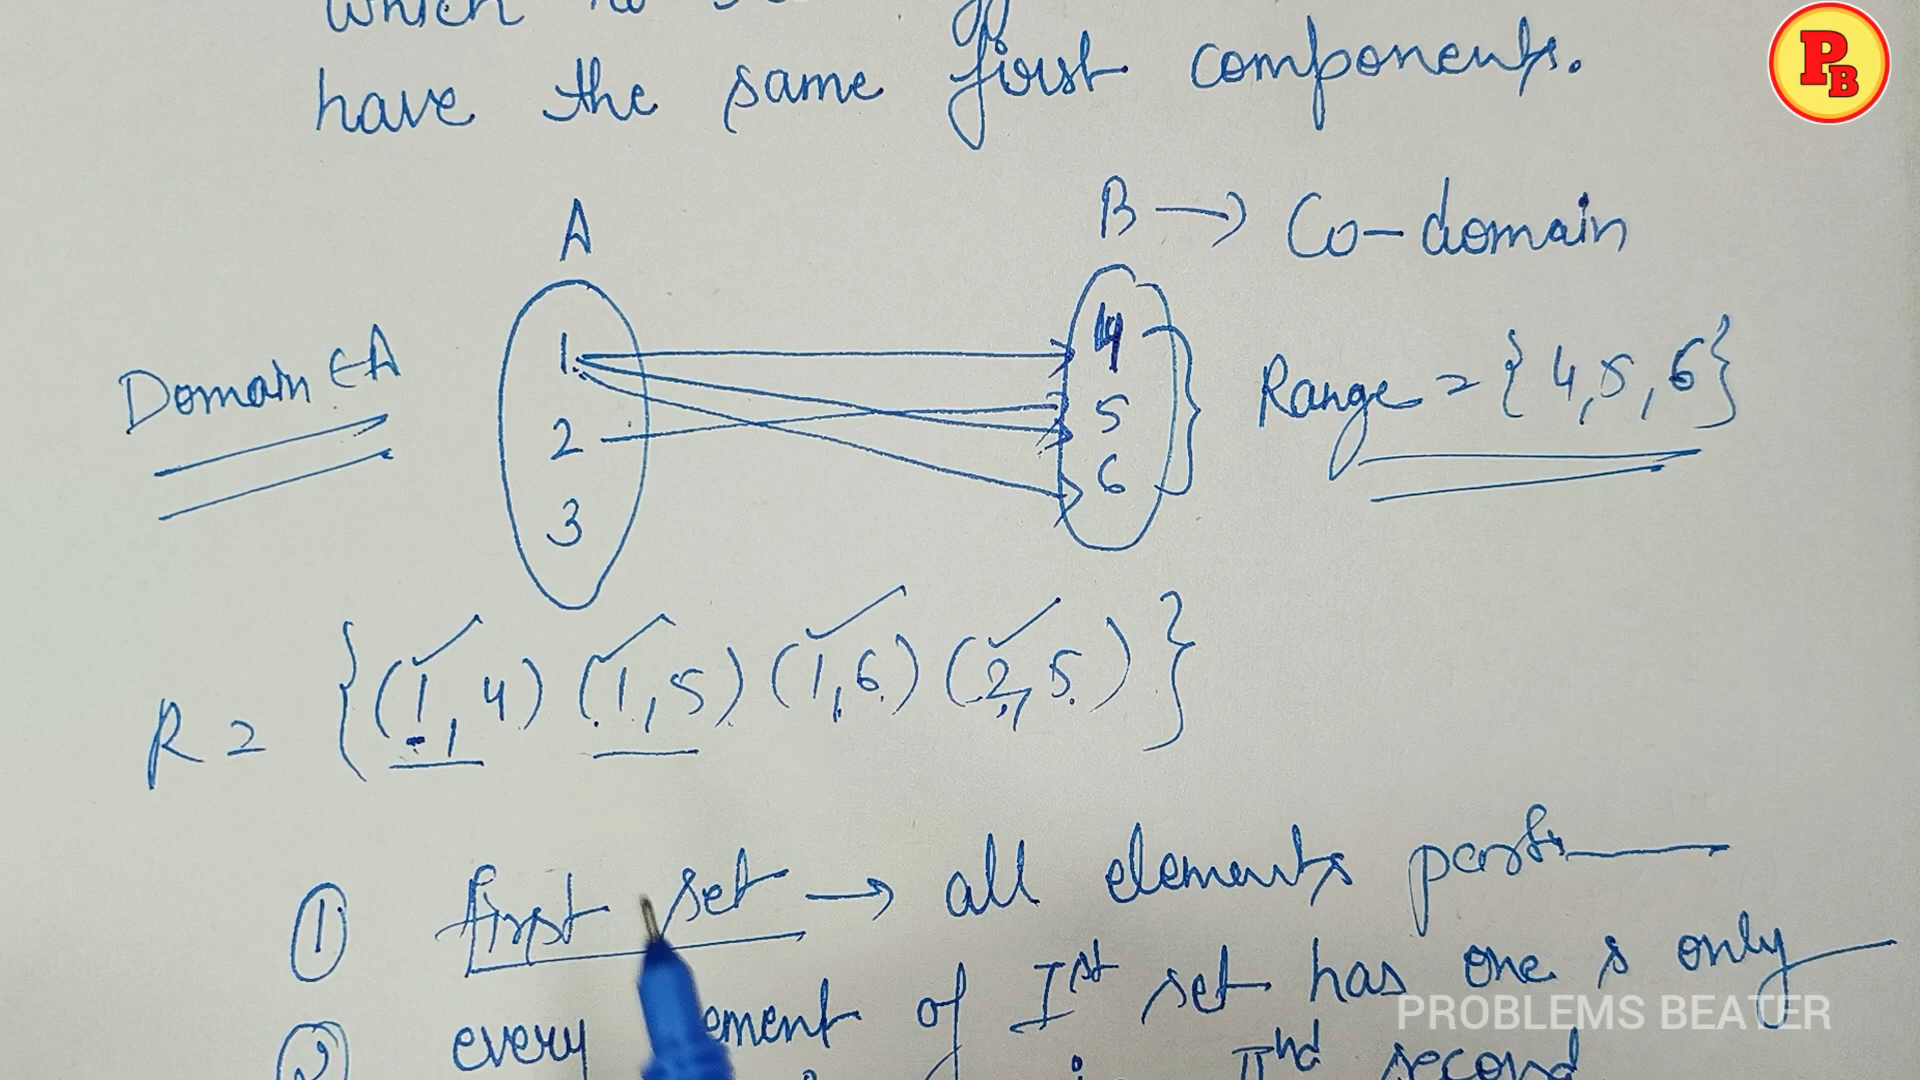 have the same first components.
PB
A
B → Co-domain
Domain ∈ A
1
2
3
4
5
6
Range = {4,5,6}
R = {(1,4) (1,5) (1,6) (2,5)}
① first set → all elements
② every ement of Ist set has one & only
IInd second
PROBLEMS BEATER